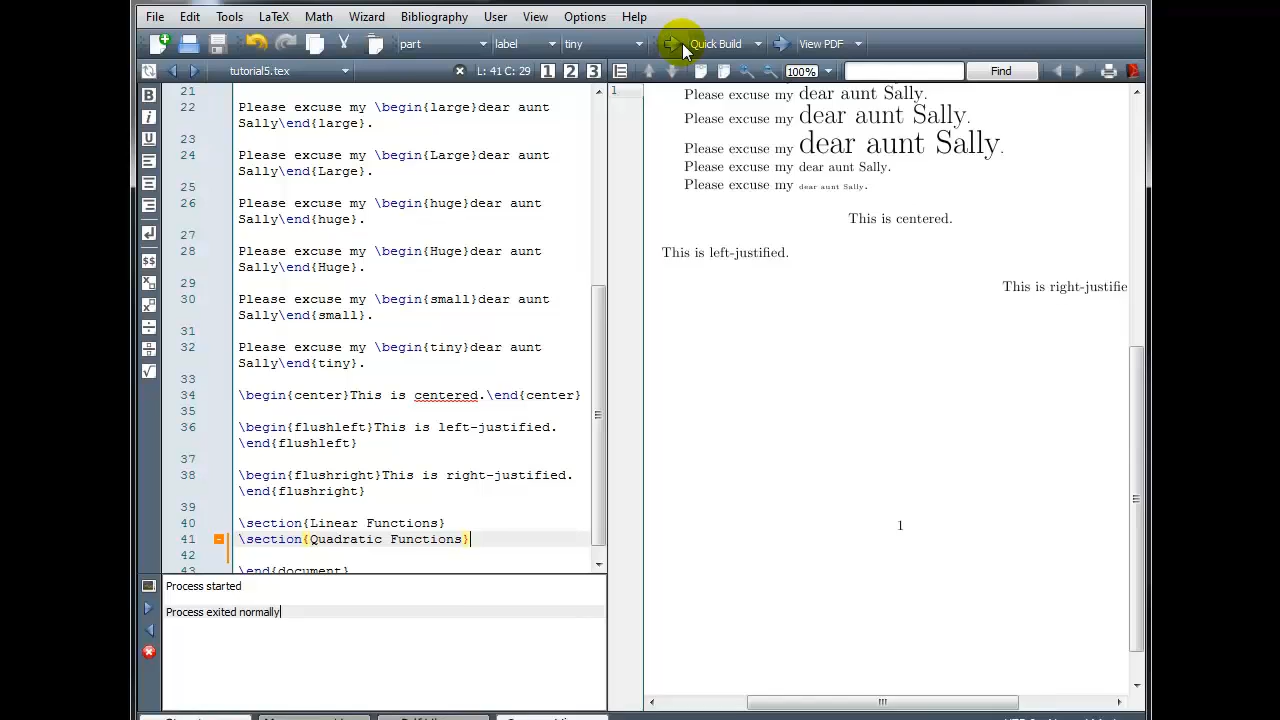 File Edit Tools LaTeX Math Wizard Bibliography User View Options Help
part label tiny Quick Build View PDF
tutorial5.tex L: 41 C: 29 1 2 3 100% Find
21
22 Please excuse my \begin{large}dear aunt
Sally\end{large}.
23
24 Please excuse my \begin{Large}dear aunt
Sally\end{Large}.
25
26 Please excuse my \begin{huge}dear aunt
Sally\end{huge}.
27
28 Please excuse my \begin{Huge}dear aunt
Sally\end{Huge}.
29
30 Please excuse my \begin{small}dear aunt
Sally\end{small}.
31
32 Please excuse my \begin{tiny}dear aunt
Sally\end{tiny}.
33
34 \begin{center}This is centered.\end{center}
35
36 \begin{flushleft}This is left-justified.
\end{flushleft}
37
38 \begin{flushright}This is right-justified.
\end{flushright}
39
40 \section{Linear Functions}
41 \section{Quadratic Functions}
42
43 \end{document}
B
i
U
$$
Process started
Process exited normally
1
Please excuse my dear aunt Sally.
Please excuse my dear aunt Sally.
Please excuse my dear aunt Sally.
Please excuse my dear aunt Sally.
Please excuse my dear aunt Sally.
This is centered.
This is left-justified.
This is right-justifie
1